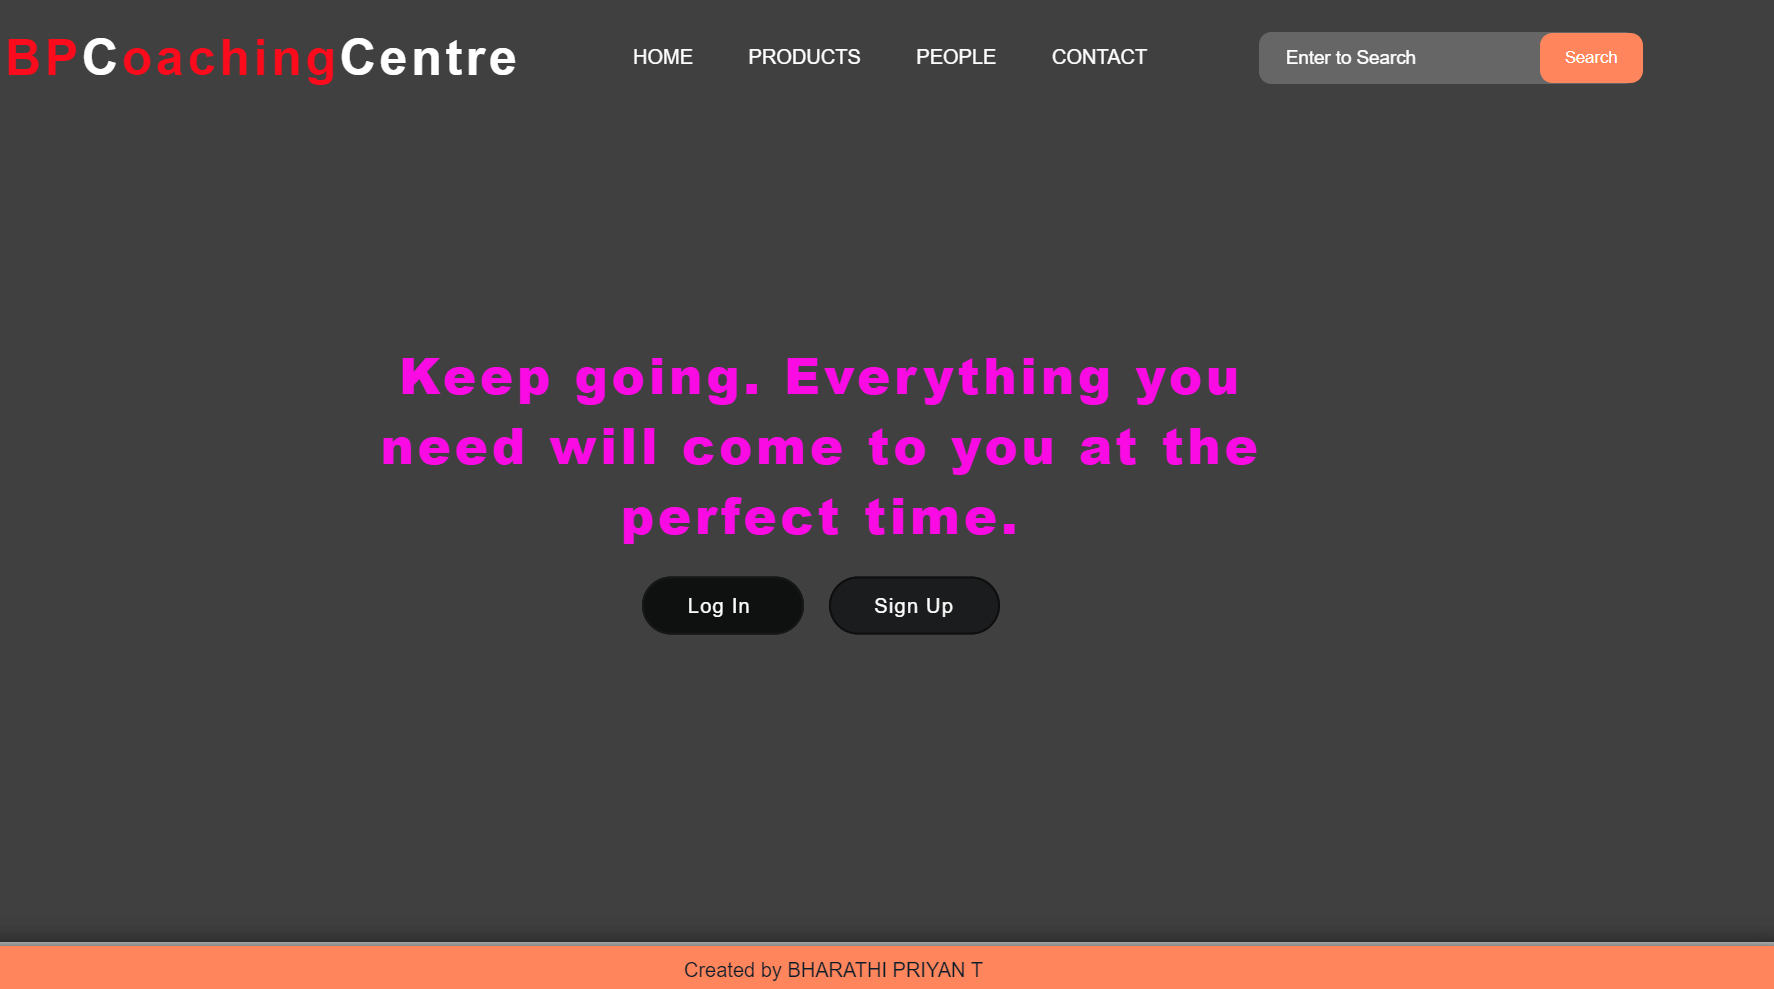 BPCoachingCentre
HOME PRODUCTS PEOPLE CONTACT
Enter to Search Search
Keep going. Everything you
need will come to you at the
perfect time.
Log In Sign Up
Created by BHARATHI PRIYAN T